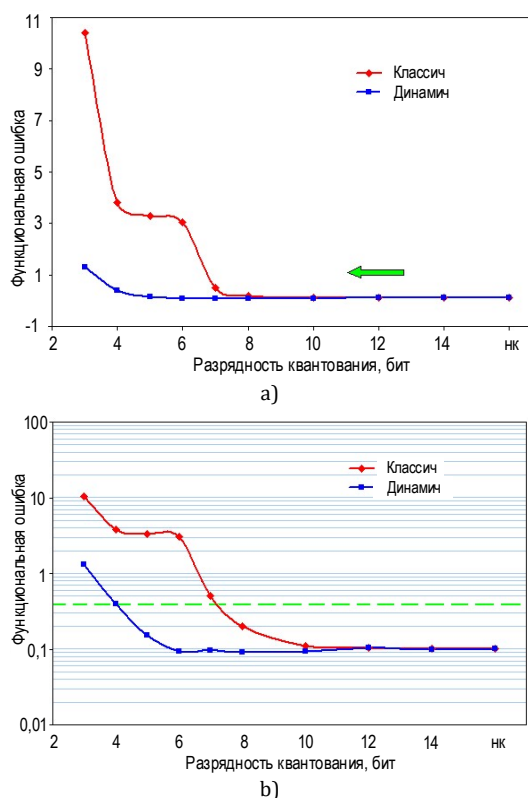 11
9
7
5
3
1
-1
Функциональная ошибка
Классич
Динамич
2 4 6 8 10 12 14 нк
Разрядность квантования, бит
a)
100
10
1
0,1
0,01
Функциональная ошибка
Классич
Динамич
2 4 6 8 10 12 14 нк
Разрядность квантования, бит
b)